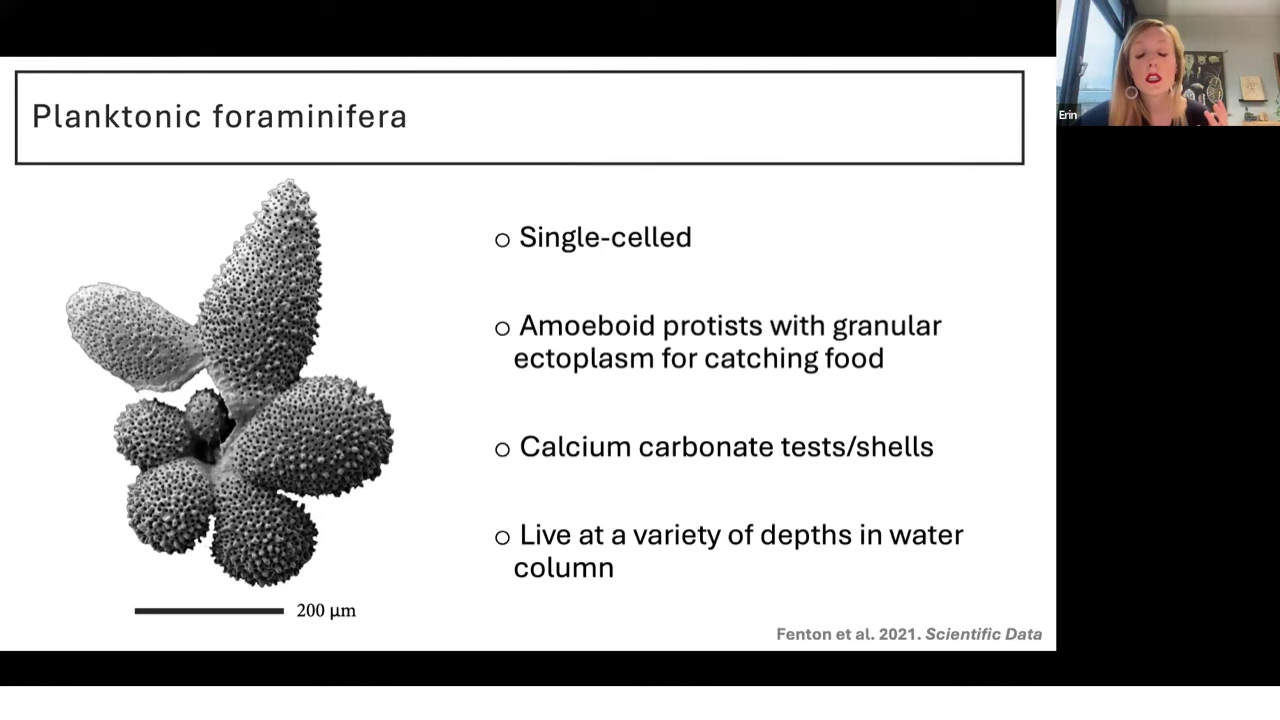 Planktonic foraminifera
Erin
○ Single-celled
○ Amoeboid protists with granular
ectoplasm for catching food
○ Calcium carbonate tests/shells
○ Live at a variety of depths in water
column
200 µm
Fenton et al. 2021. Scientific Data